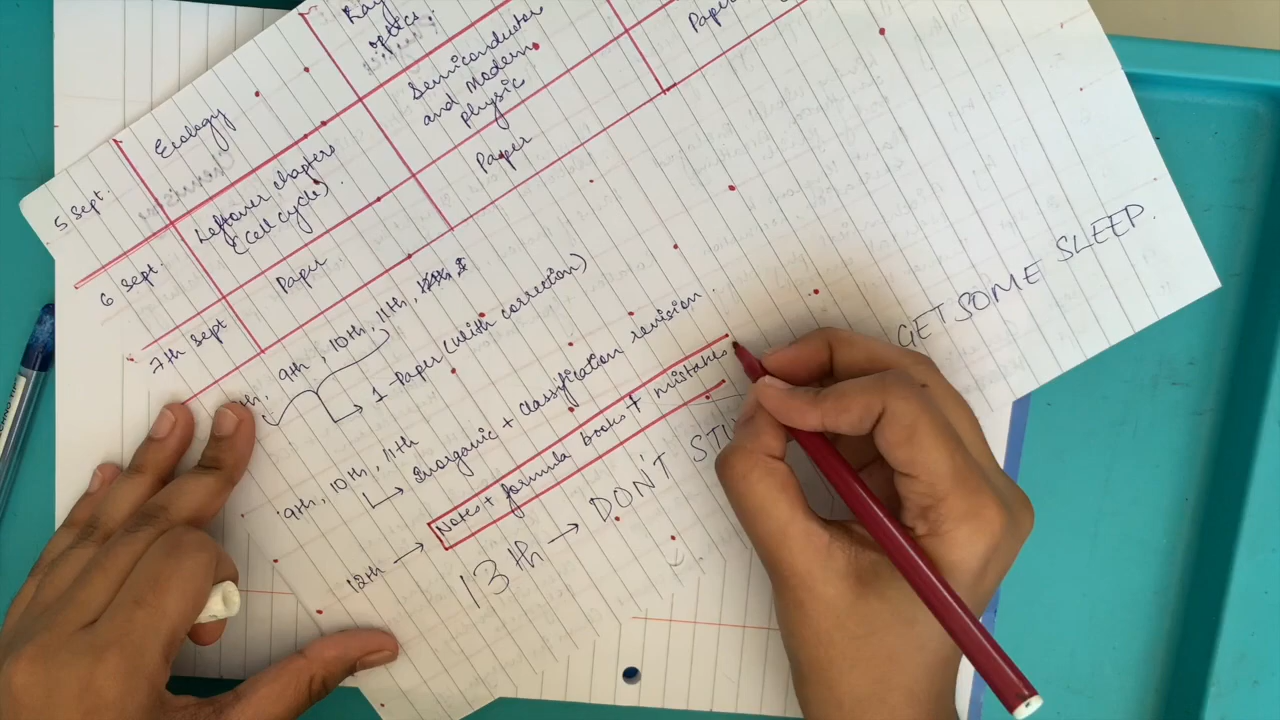 Ray
optics.
5 Sept.
Ecology
Semiconductor
and Modern
physic
Paper
6 Sept.
Leftover chapters
(cell cycle).
Paper
7th Sept
Paper
9th, 10th, 11th,
1 Paper (With correction)
9th, 10th, 11th
Inorganic + Classification revision.
12th → Notes + formula books + mistakes
13th → DON'T
GET SOME SLEEP.